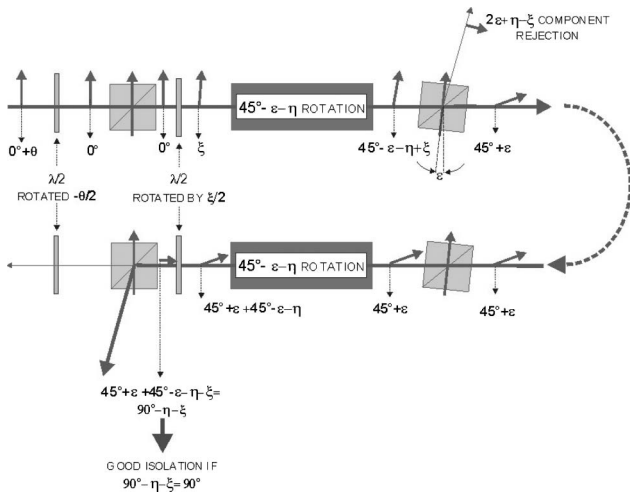 2ε+η–ξ COMPONENT
REJECTION
45°- ε–η ROTATION
0°+θ
0°
0°
ξ
45°- ε–η+ξ
45°+ε
ε
λ/2
ROTATED -θ/2
λ/2
ROTATED BY ξ/2
45°- ε–η ROTATION
45°+ε +45°-ε–η
45°+ε
45°+ε
45°+ε +45°-ε–η–ξ=
90°–η–ξ
GOOD ISOLATION IF
90°–η–ξ= 90°